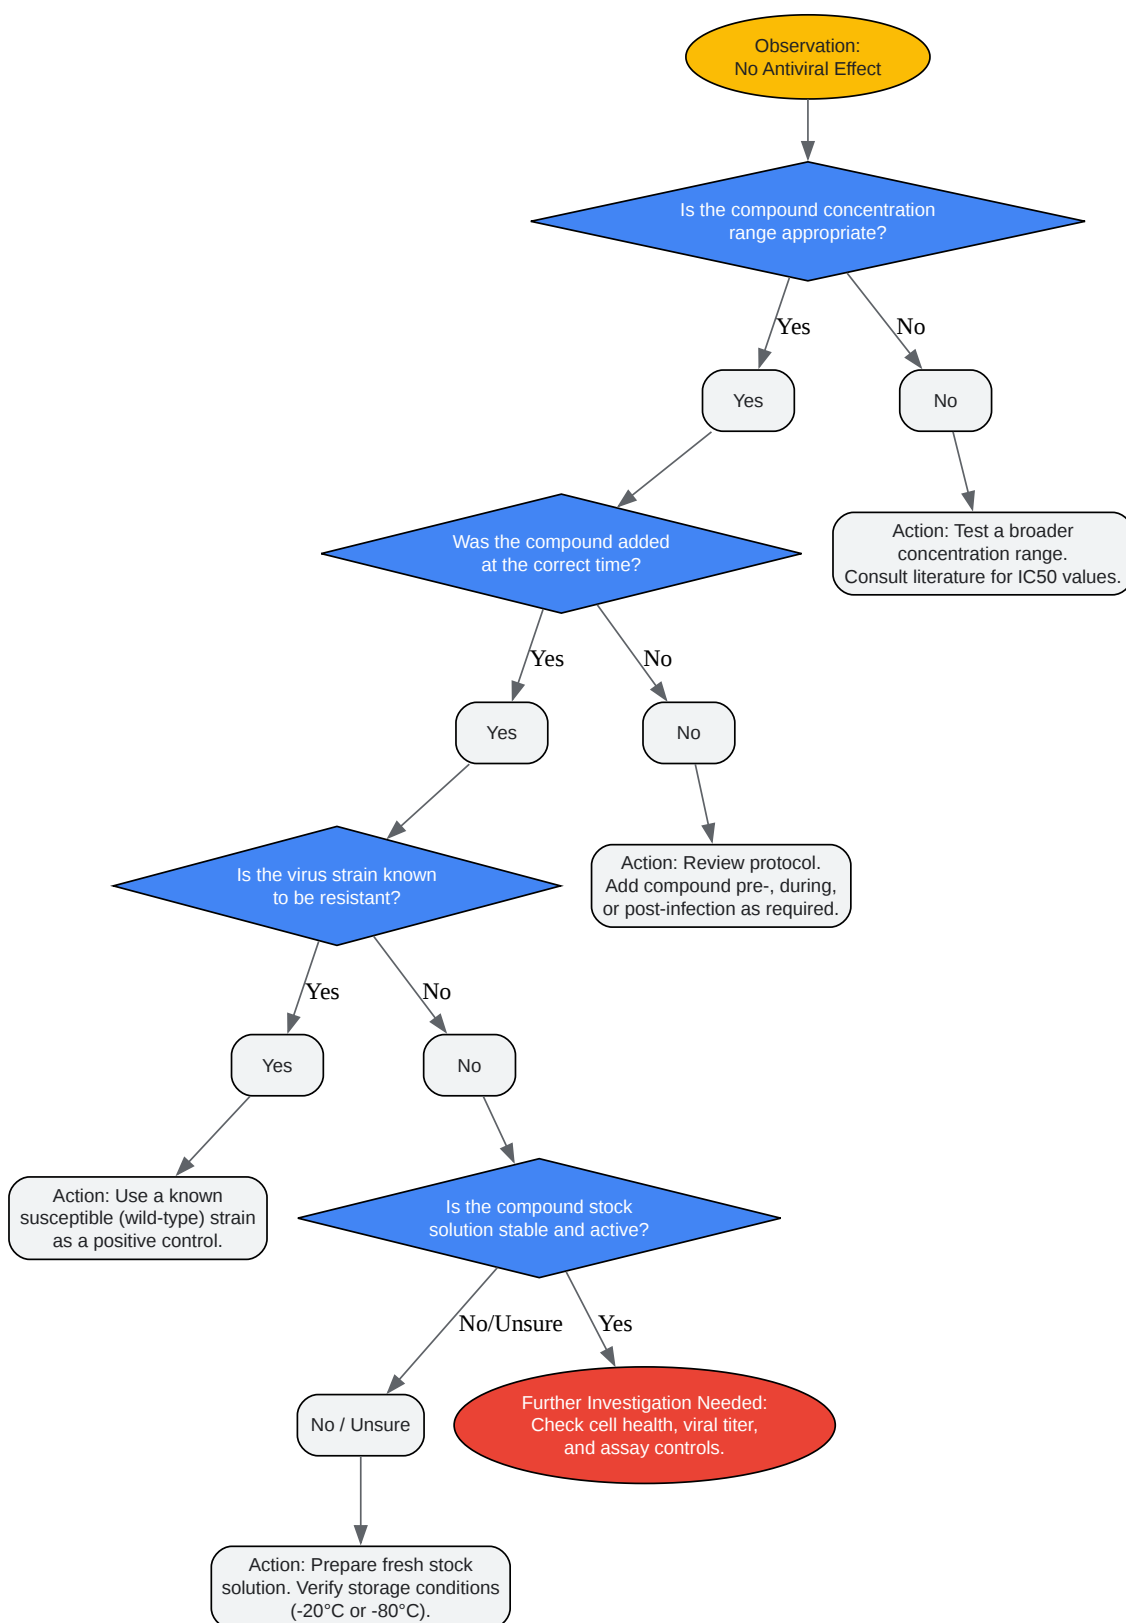 Observation:
No Antiviral Effect
Is the compound concentration
range appropriate?
Yes
No
Yes
No
Was the compound added
at the correct time?
Action: Test a broader
concentration range.
Consult literature for IC50 values.
Yes
No
Yes
No
Is the virus strain known
to be resistant?
Action: Review protocol.
Add compound pre-, during,
or post-infection as required.
Yes
No
Yes
No
Action: Use a known
susceptible (wild-type) strain
as a positive control.
Is the compound stock
solution stable and active?
No/Unsure
Yes
No / Unsure
Further Investigation Needed:
Check cell health, viral titer,
and assay controls.
Action: Prepare fresh stock
solution. Verify storage conditions
(-20°C or -80°C).